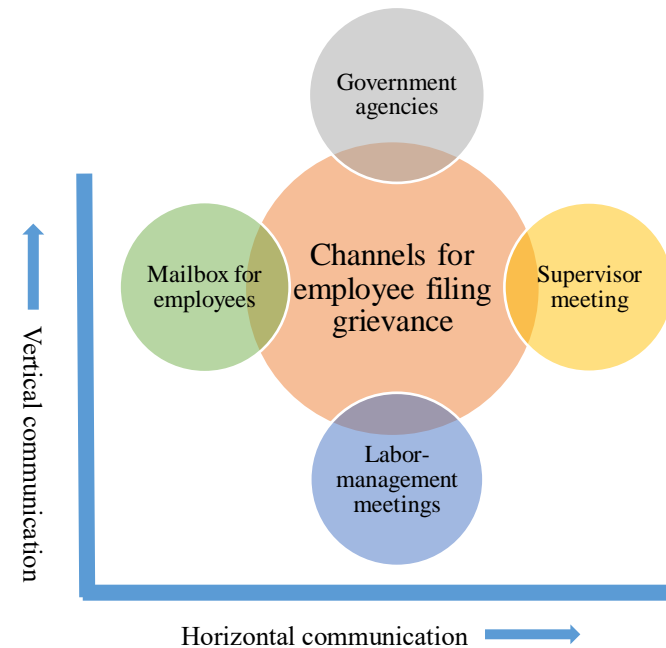 Government
agencies
Mailbox for
employees
Channels for
employee filing
grievance
Supervisor
meeting
Labor-
management
meetings
Vertical communication
Horizontal communication